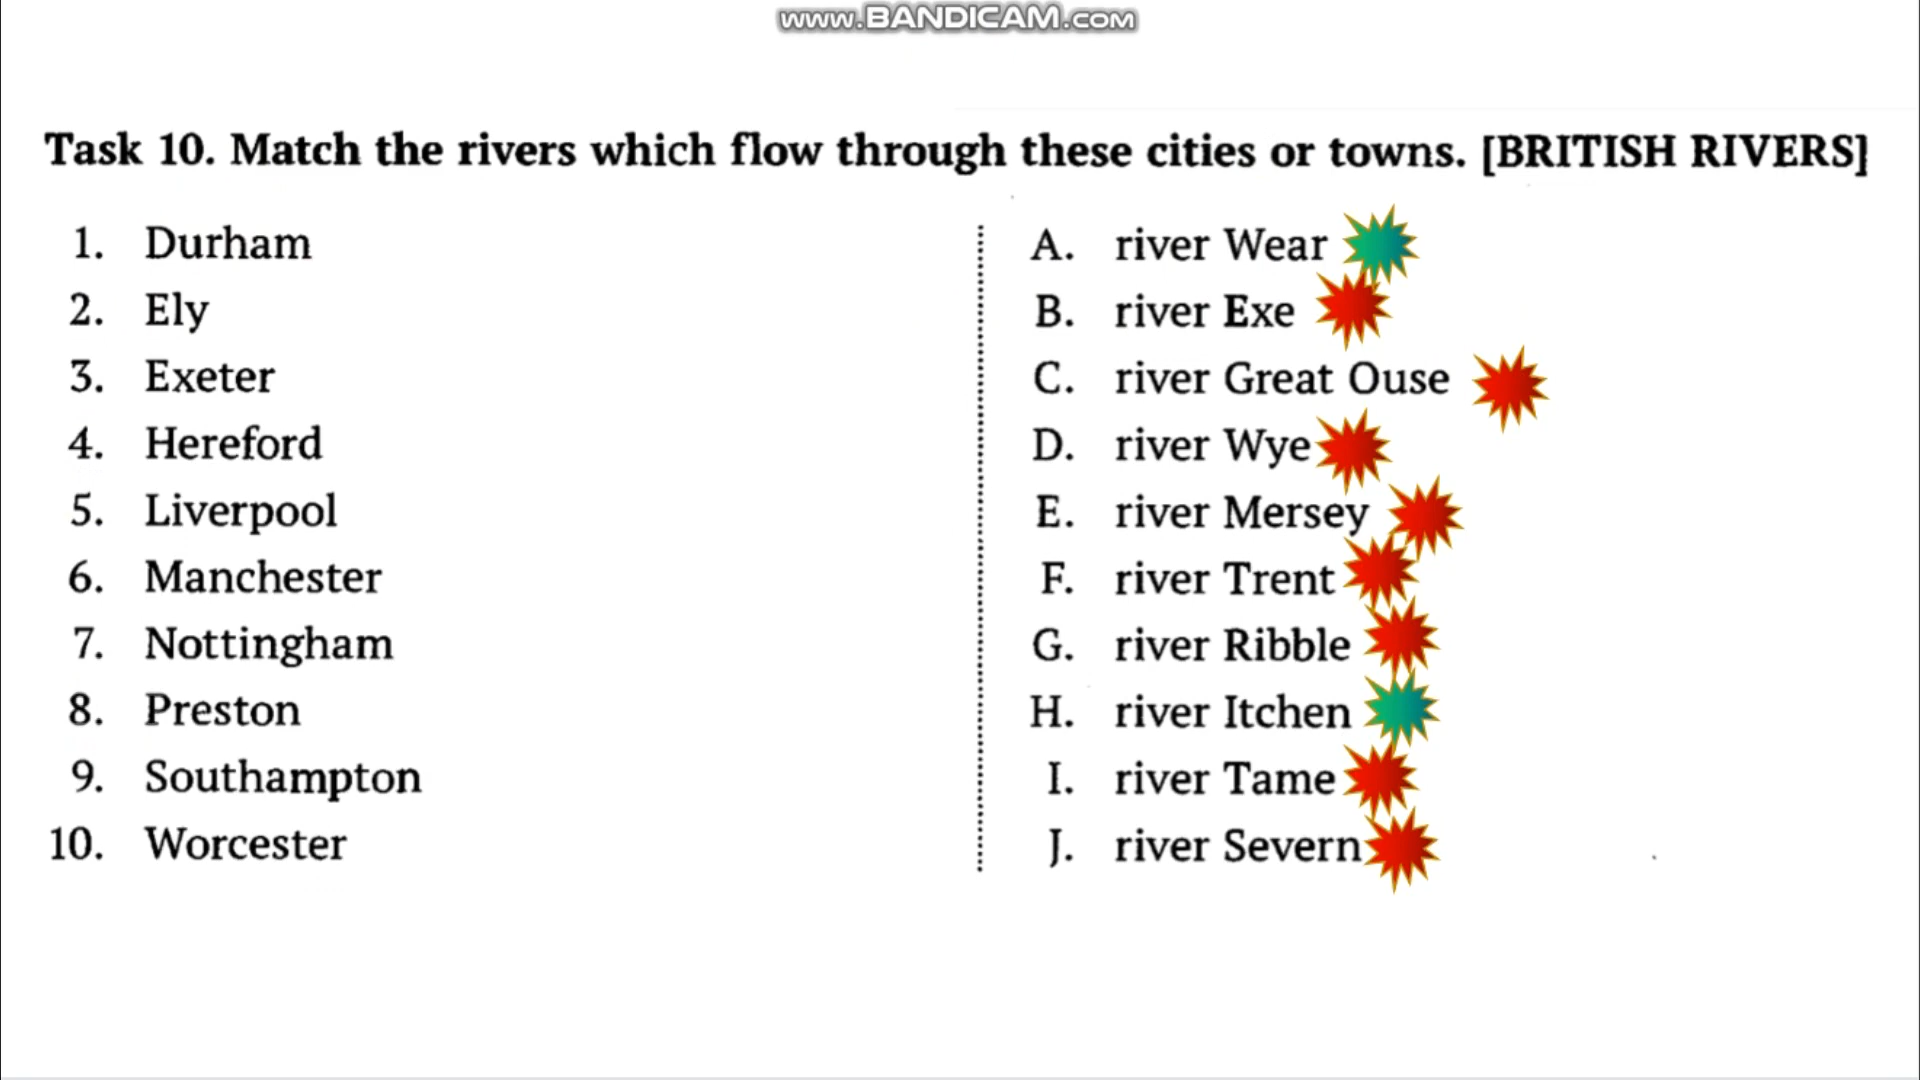 www.BANDICAM.com
Task 10. Match the rivers which flow through these cities or towns. [BRITISH RIVERS]
1. Durham
2. Ely
3. Exeter
4. Hereford
5. Liverpool
6. Manchester
7. Nottingham
8. Preston
9. Southampton
10. Worcester
A. river Wear
B. river Exe
C. river Great Ouse
D. river Wye
E. river Mersey
F. river Trent
G. river Ribble
H. river Itchen
I. river Tame
J. river Severn